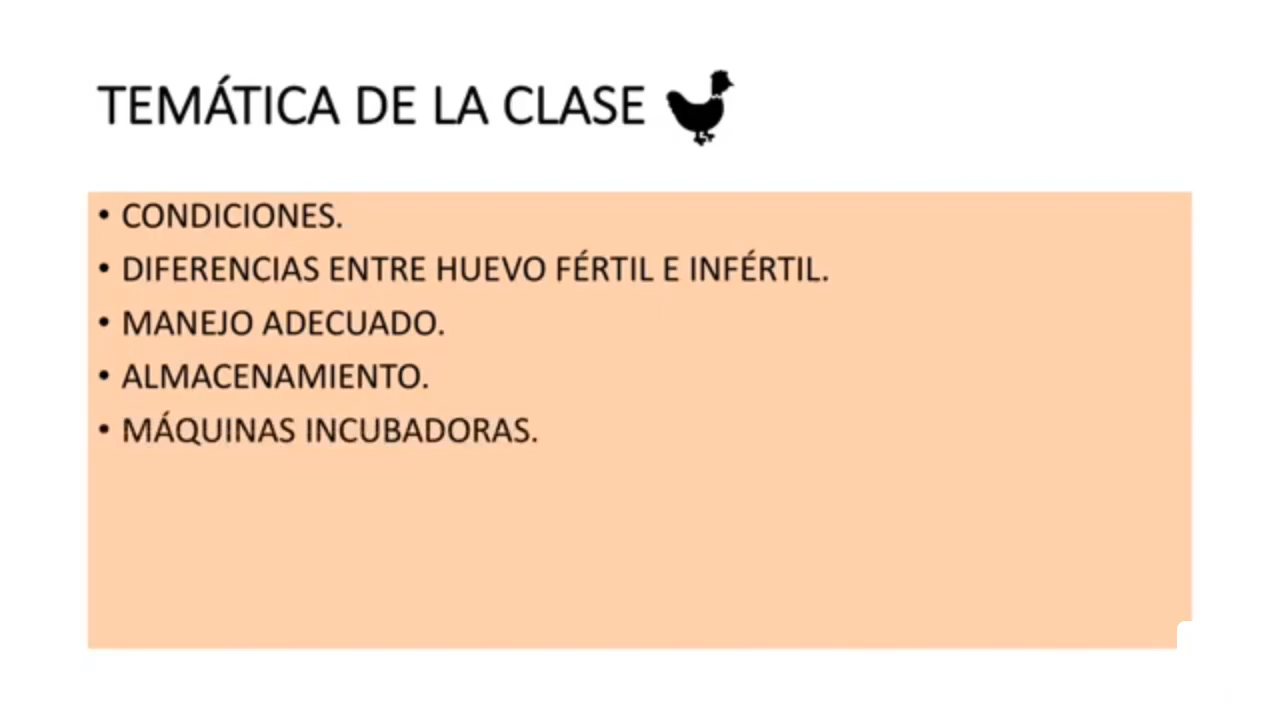 TEMÁTICA DE LA CLASE
• CONDICIONES.
• DIFERENCIAS ENTRE HUEVO FÉRTIL E INFÉRTIL.
• MANEJO ADECUADO.
• ALMACENAMIENTO.
• MÁQUINAS INCUBADORAS.